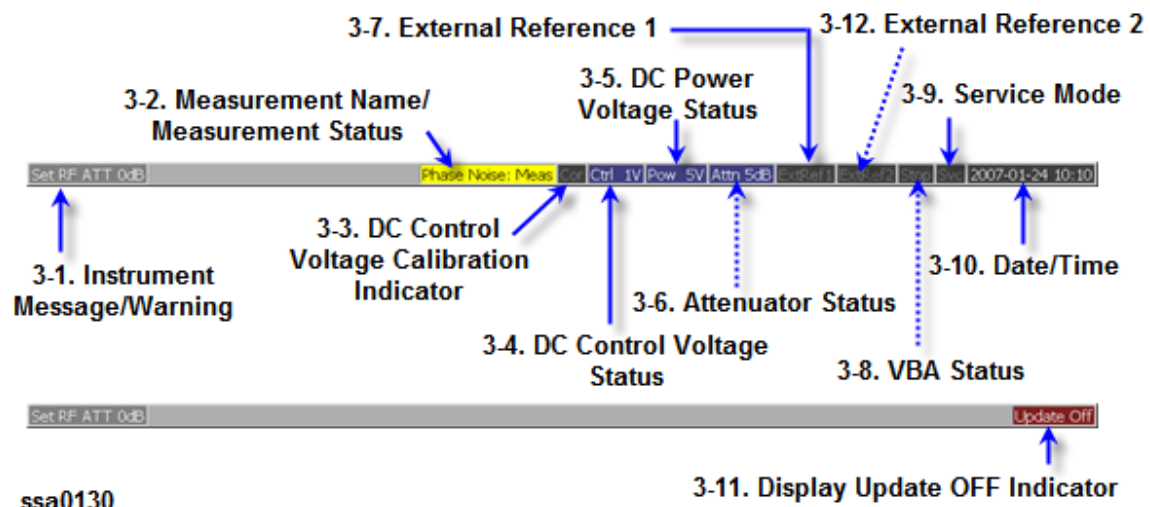 3-7. External Reference 1
3-12. External Reference 2
3-5. DC Power
Voltage Status
3-2. Measurement Name/
Measurement Status
3-9. Service Mode
Set RF ATT 0dB Phase Noise: Meas Cor Ctrl 1V Pow 5V Attn 5dB ExtRef1 ExtRef2 Stop Svc 2007-01-24 10:10
3-3. DC Control
Voltage Calibration
Indicator
3-1. Instrument
Message/Warning
3-10. Date/Time
3-6. Attenuator Status
3-4. DC Control Voltage
Status
3-8. VBA Status
Set RF ATT 0dB Update Off
3-11. Display Update OFF Indicator
ssa0130